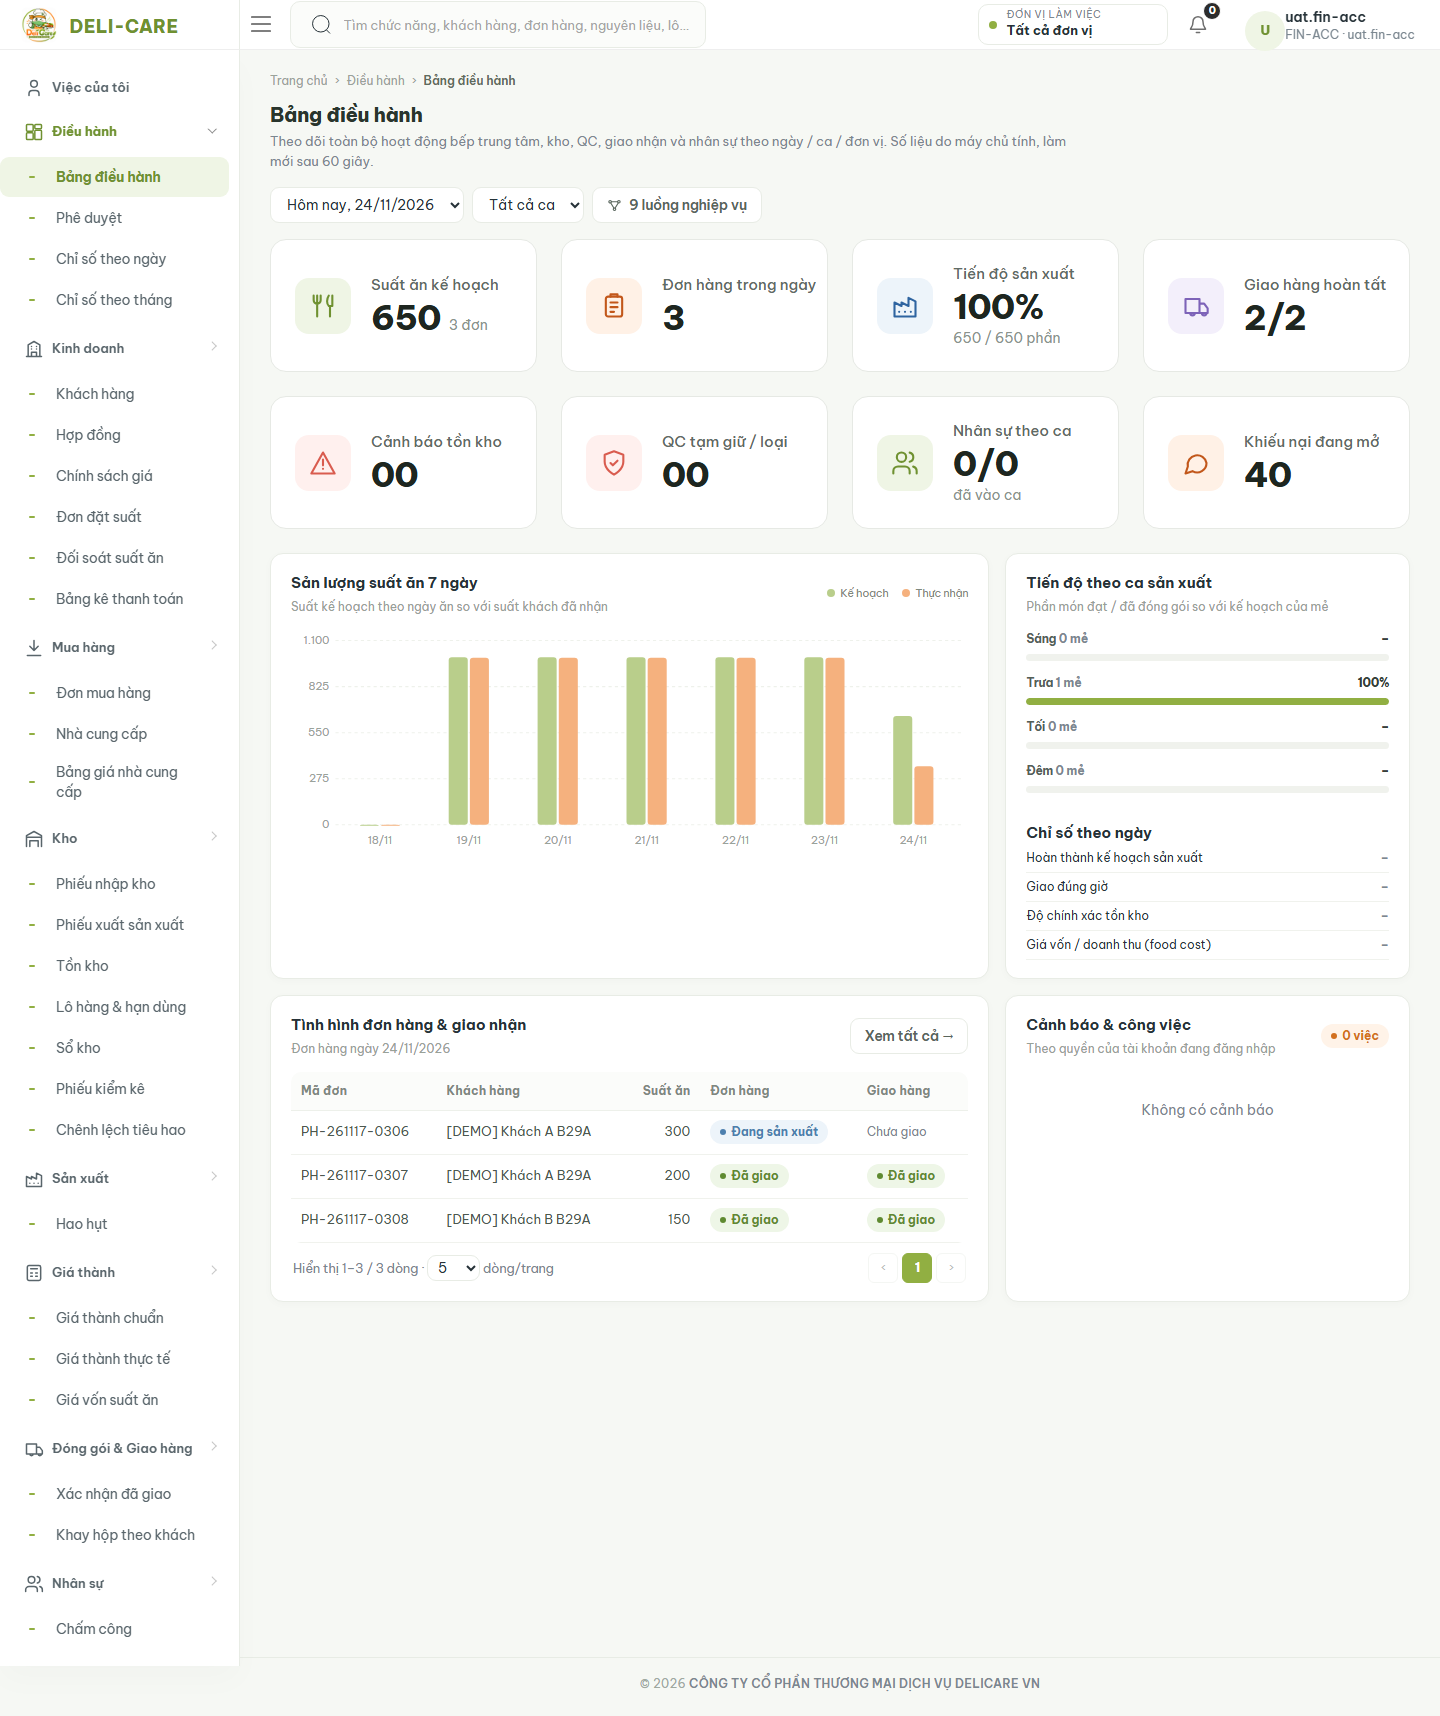 DELI-CARE
Tìm chức năng, khách hàng, đơn hàng, nguyên liệu, lô...
ĐƠN VỊ LÀM VIỆC
Tất cả đơn vị
0
U
uat.fin-acc
FIN-ACC · uat.fin-acc
Việc của tôi
Điều hành
Bảng điều hành
Phê duyệt
Chỉ số theo ngày
Chỉ số theo tháng
Kinh doanh
Khách hàng
Hợp đồng
Chính sách giá
Đơn đặt suất
Đối soát suất ăn
Bảng kê thanh toán
Mua hàng
Đơn mua hàng
Nhà cung cấp
Bảng giá nhà cung
cấp
Kho
Phiếu nhập kho
Phiếu xuất sản xuất
Tồn kho
Lô hàng & hạn dùng
Sổ kho
Phiếu kiểm kê
Chênh lệch tiêu hao
Sản xuất
Hao hụt
Giá thành
Giá thành chuẩn
Giá thành thực tế
Giá vốn suất ăn
Đóng gói & Giao hàng
Xác nhận đã giao
Khay hộp theo khách
Nhân sự
Chấm công
Trang chủ › Điều hành › Bảng điều hành
Bảng điều hành
Theo dõi toàn bộ hoạt động bếp trung tâm, kho, QC, giao nhận và nhân sự theo ngày / ca / đơn vị. Số liệu do máy chủ tính, làm
mới sau 60 giây.
Hôm nay, 24/11/2026
Tất cả ca
9 luồng nghiệp vụ
Suất ăn kế hoạch
650 3 đơn
Đơn hàng trong ngày
3
Tiến độ sản xuất
100%
650 / 650 phần
Giao hàng hoàn tất
2/2
Cảnh báo tồn kho
00
QC tạm giữ / loại
00
Nhân sự theo ca
0/0
đã vào ca
Khiếu nại đang mở
40
Sản lượng suất ăn 7 ngày
Suất kế hoạch theo ngày ăn so với suất khách đã nhận
Kế hoạch
Thực nhận
1.100
825
550
275
0
18/11 19/11 20/11 21/11 22/11 23/11 24/11
Tiến độ theo ca sản xuất
Phần món đạt / đã đóng gói so với kế hoạch của mẻ
Sáng 0 mẻ –
Trưa 1 mẻ 100%
Tối 0 mẻ –
Đêm 0 mẻ –
Chỉ số theo ngày
Hoàn thành kế hoạch sản xuất –
Giao đúng giờ –
Độ chính xác tồn kho –
Giá vốn / doanh thu (food cost) –
Tình hình đơn hàng & giao nhận
Đơn hàng ngày 24/11/2026
Xem tất cả →
Mã đơn Khách hàng Suất ăn Đơn hàng Giao hàng
PH-261117-0306 [DEMO] Khách A B29A 300 Đang sản xuất Chưa giao
PH-261117-0307 [DEMO] Khách A B29A 200 Đã giao Đã giao
PH-261117-0308 [DEMO] Khách B B29A 150 Đã giao Đã giao
Hiển thị 1–3 / 3 dòng · 5 dòng/trang
‹ 1 ›
Cảnh báo & công việc
Theo quyền của tài khoản đang đăng nhập
0 việc
Không có cảnh báo
© 2026 CÔNG TY CỔ PHẦN THƯƠNG MẠI DỊCH VỤ DELICARE VN